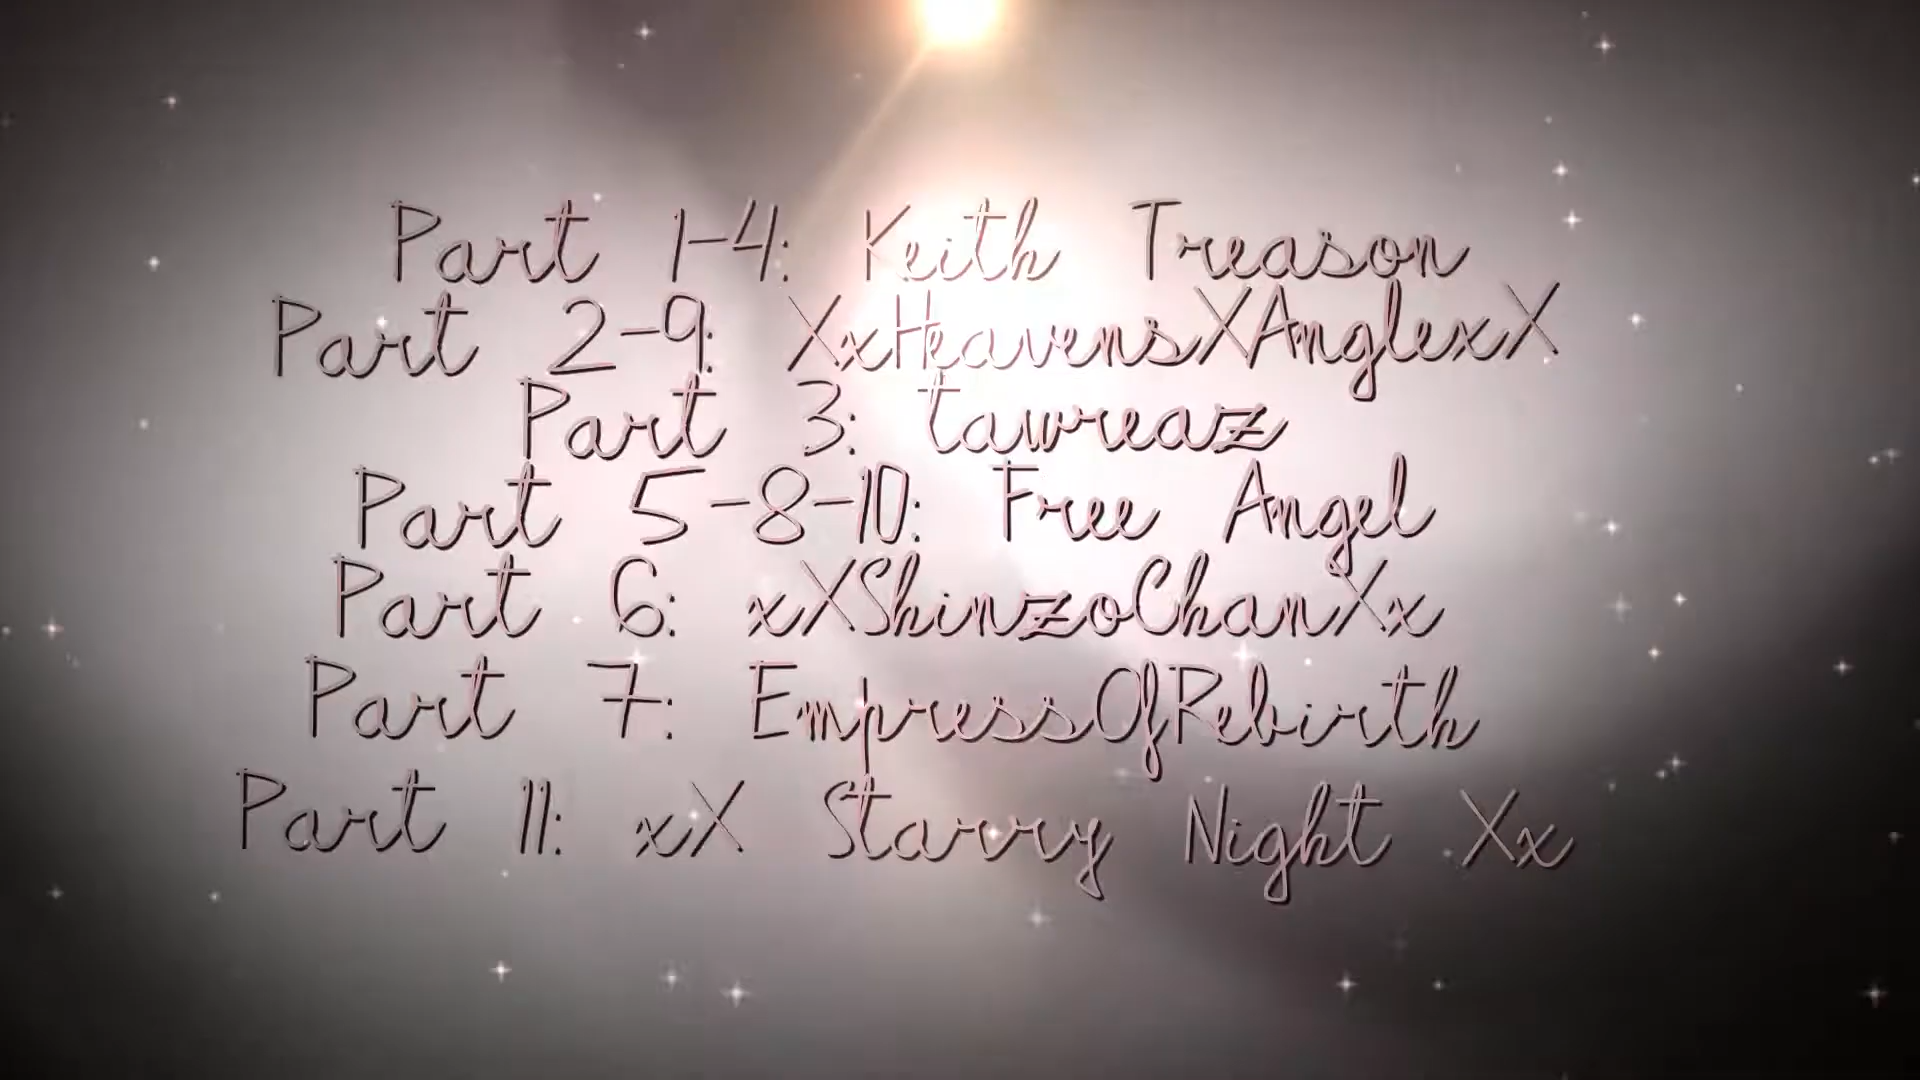 Part 1-4: Keith Treason
Part 2-9: XxHeavensXAnglexX
Part 3: tawreaz
Part 5-8-10: Free Angel
Part 6: xXShinzoChanXx
Part 7: EmpressOfRebirth
Part 11: xX Starry Night Xx